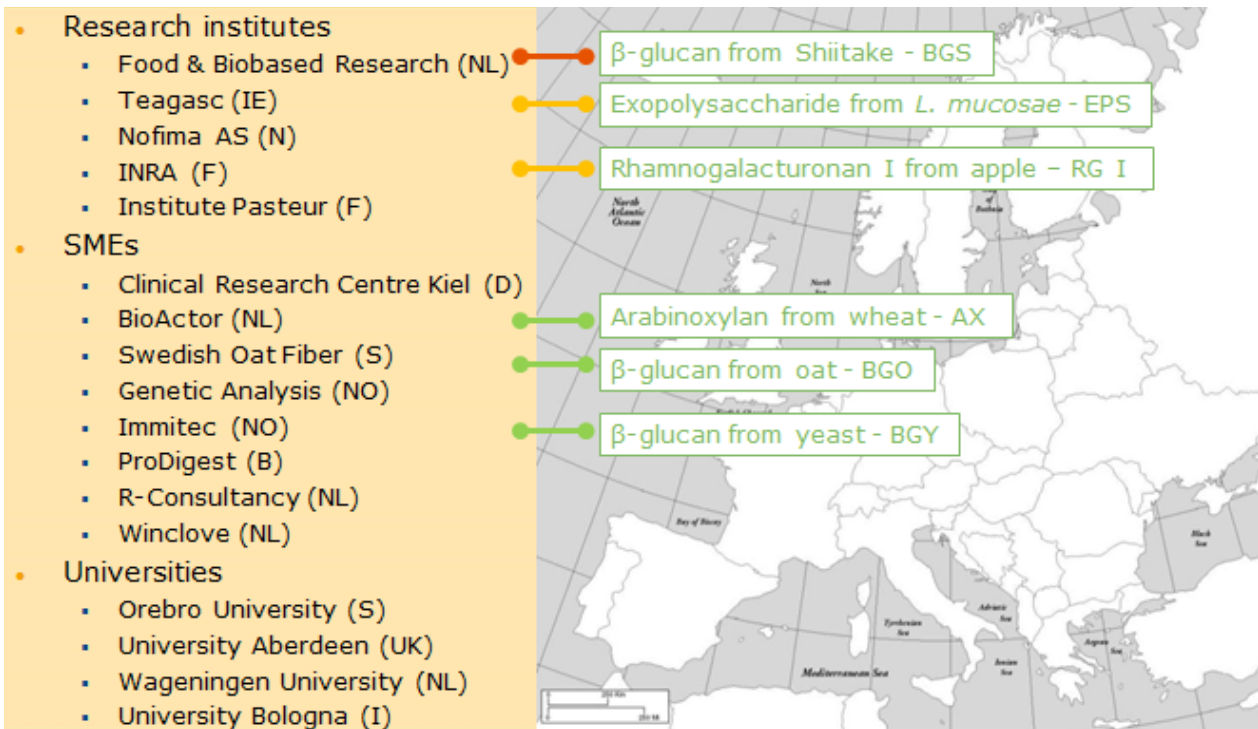 Research institutes
Food & Biobased Research (NL)
Teagasc (IE)
Nofima AS (N)
INRA (F)
Institute Pasteur (F)
SMEs
Clinical Research Centre Kiel (D)
BioActor (NL)
Swedish Oat Fiber (S)
Genetic Analysis (NO)
Immitec (NO)
ProDigest (B)
R-Consultancy (NL)
Winclove (NL)
Universities
Orebro University (S)
University Aberdeen (UK)
Wageningen University (NL)
University Bologna (I)
β-glucan from Shiitake - BGS
Exopolysaccharide from L. mucosae - EPS
Rhamnogalacturonan I from apple – RG I
Arabinoxylan from wheat - AX
β-glucan from oat - BGO
β-glucan from yeast - BGY
North
Atlantic
Ocean
of
Bothnia
North
Bay of Biscay
Black
Sea
Adriatic
Sea
Tyrrhenian
Sea
Aegean
Sea
Ionian
Sea
Mediterranean Sea